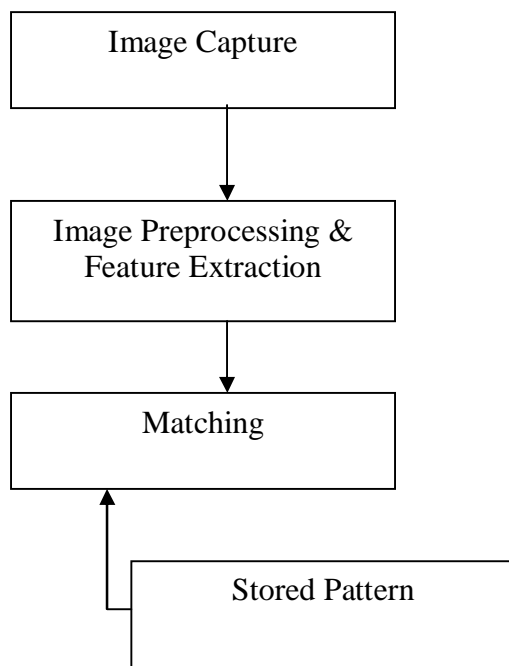 Image Capture
Image Preprocessing &
Feature Extraction
Matching
Stored Pattern